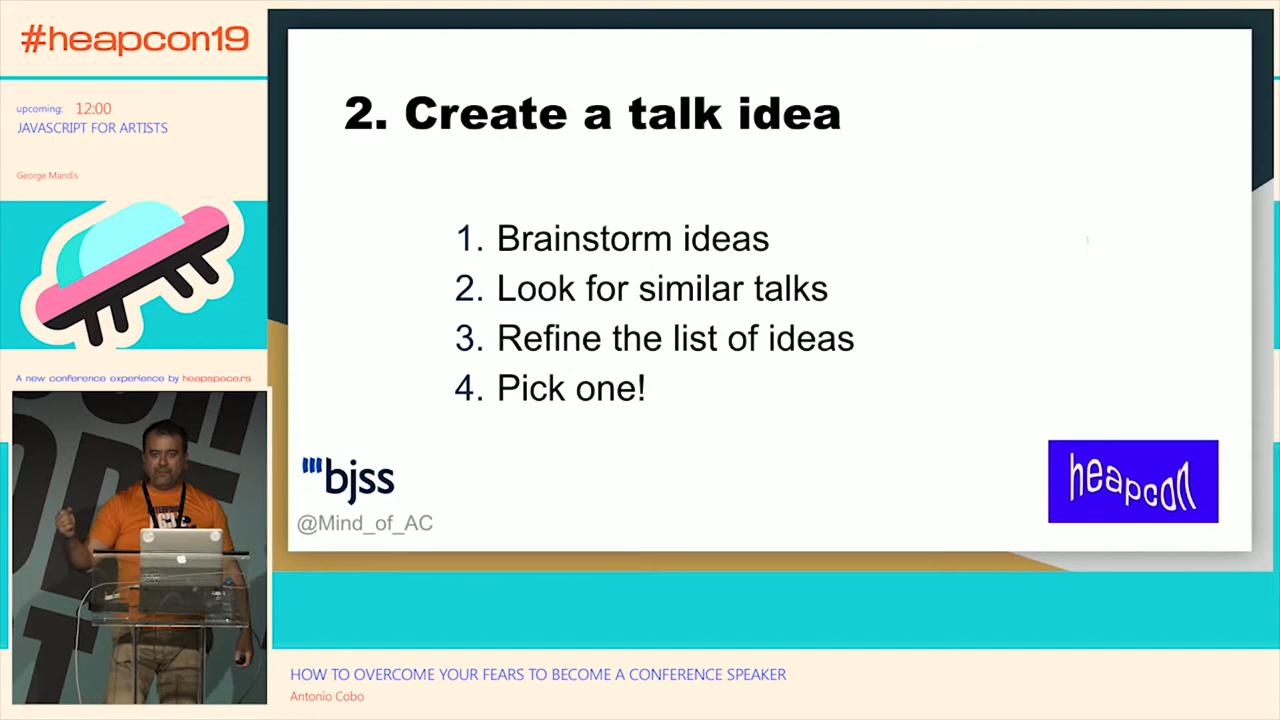 #heapcon19
upcoming: 12:00
JAVASCRIPT FOR ARTISTS
George Mandis
A new conference experience by heapspace.rs
2. Create a talk idea
1. Brainstorm ideas
2. Look for similar talks
3. Refine the list of ideas
4. Pick one!
bjss
@Mind_of_AC
heapcon
HOW TO OVERCOME YOUR FEARS TO BECOME A CONFERENCE SPEAKER
Antonio Cobo